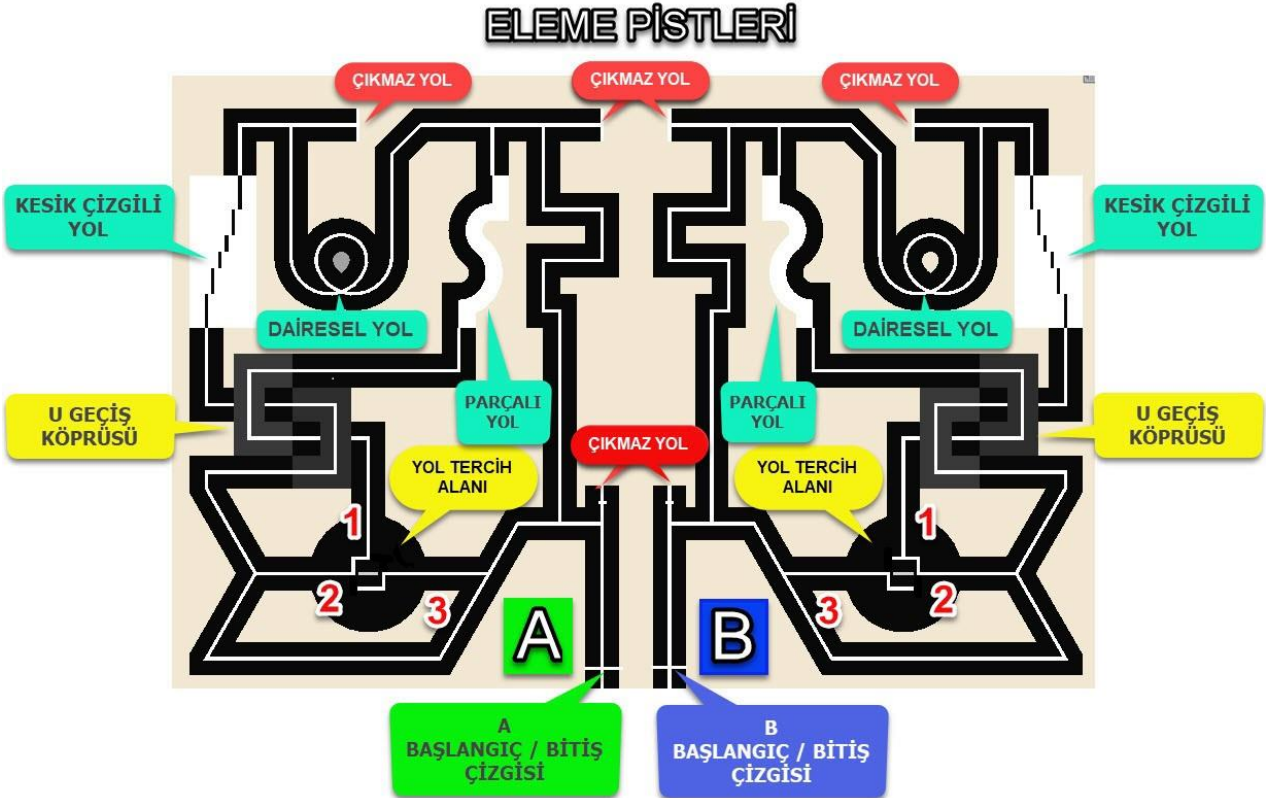 ELEME PİSTLERİ
ÇIKMAZ YOL
ÇIKMAZ YOL
ÇIKMAZ YOL
KESİK ÇİZGİLİ
YOL
KESİK ÇİZGİLİ
YOL
DAİRESEL YOL
DAİRESEL YOL
PARÇALI
YOL
PARÇALI
YOL
U GEÇİŞ
KÖPRÜSÜ
U GEÇİŞ
KÖPRÜSÜ
ÇIKMAZ YOL
YOL TERCİH
ALANI
YOL TERCİH
ALANI
1
2
3
1
3
2
A
B
A
BAŞLANGIÇ / BİTİŞ
ÇİZGİSİ
B
BAŞLANGIÇ / BİTİŞ
ÇİZGİSİ